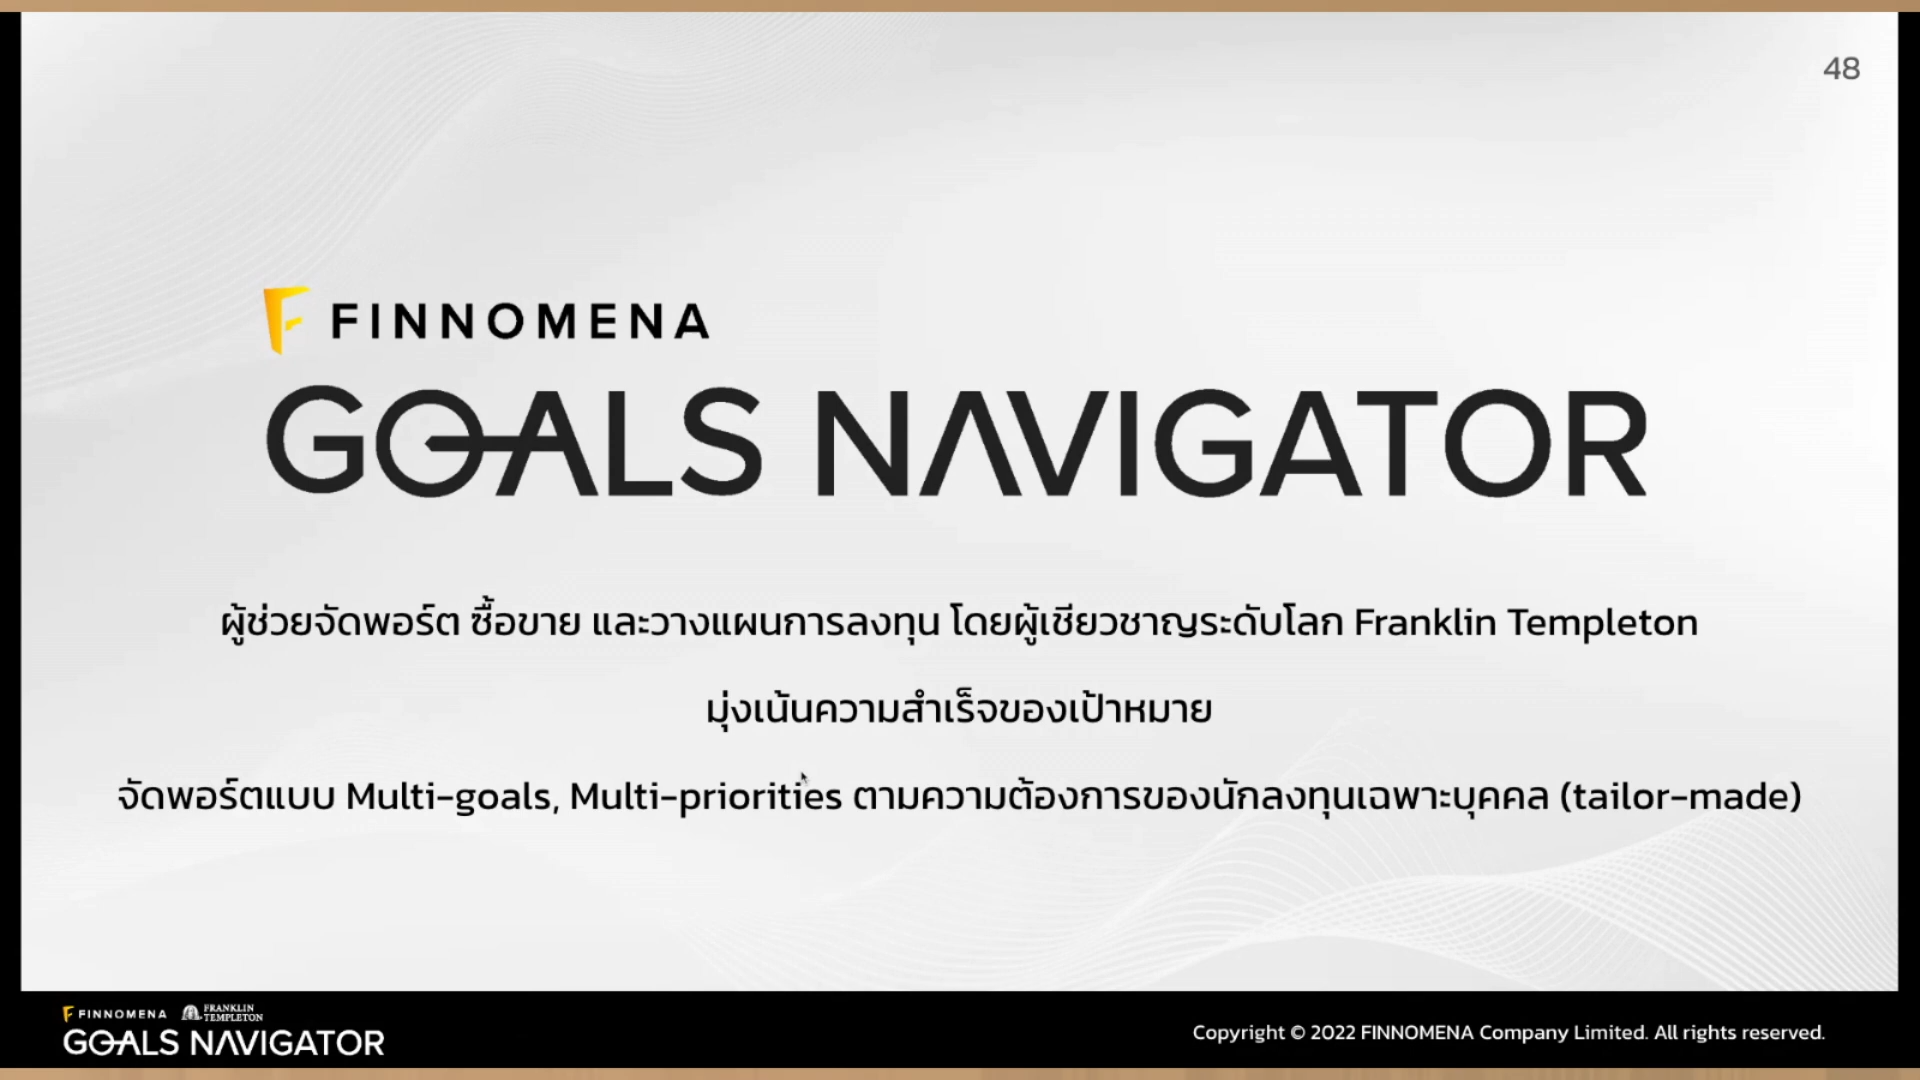 48
FINNOMENA
GOALS NAVIGATOR
ผู้ช่วยจัดพอร์ต ซื้อขาย และวางแผนการลงทุน โดยผู้เชียวชาญระดับโลก Franklin Templeton
มุ่งเน้นความสำเร็จของเป้าหมาย
จัดพอร์ตแบบ Multi-goals, Multi-priorities ตามความต้องการของนักลงทุนเฉพาะบุคคล (tailor-made)
FINNOMENA FRANKLIN TEMPLETON
GOALS NAVIGATOR
Copyright © 2022 FINNOMENA Company Limited. All rights reserved.